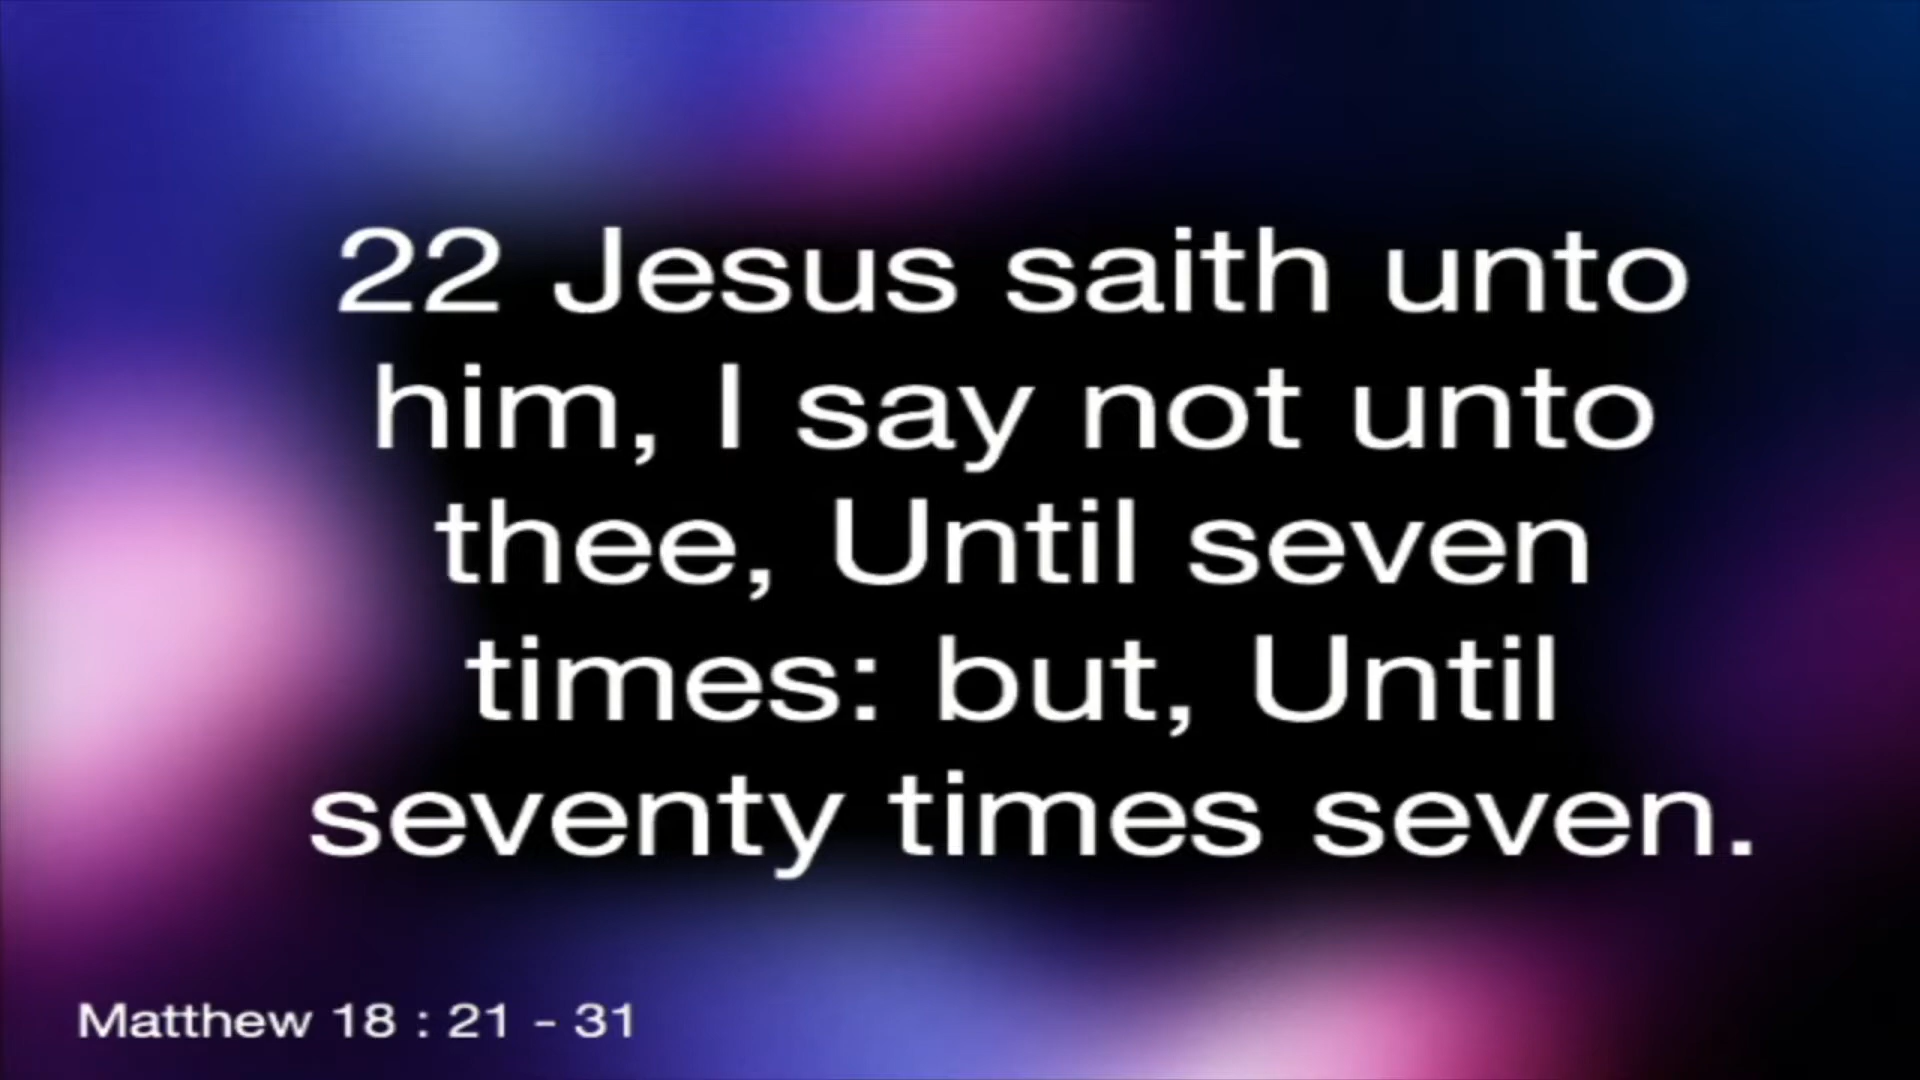 22 Jesus saith unto
him, I say not unto
thee, Until seven
times: but, Until
seventy times seven.
Matthew 18 : 21 - 31